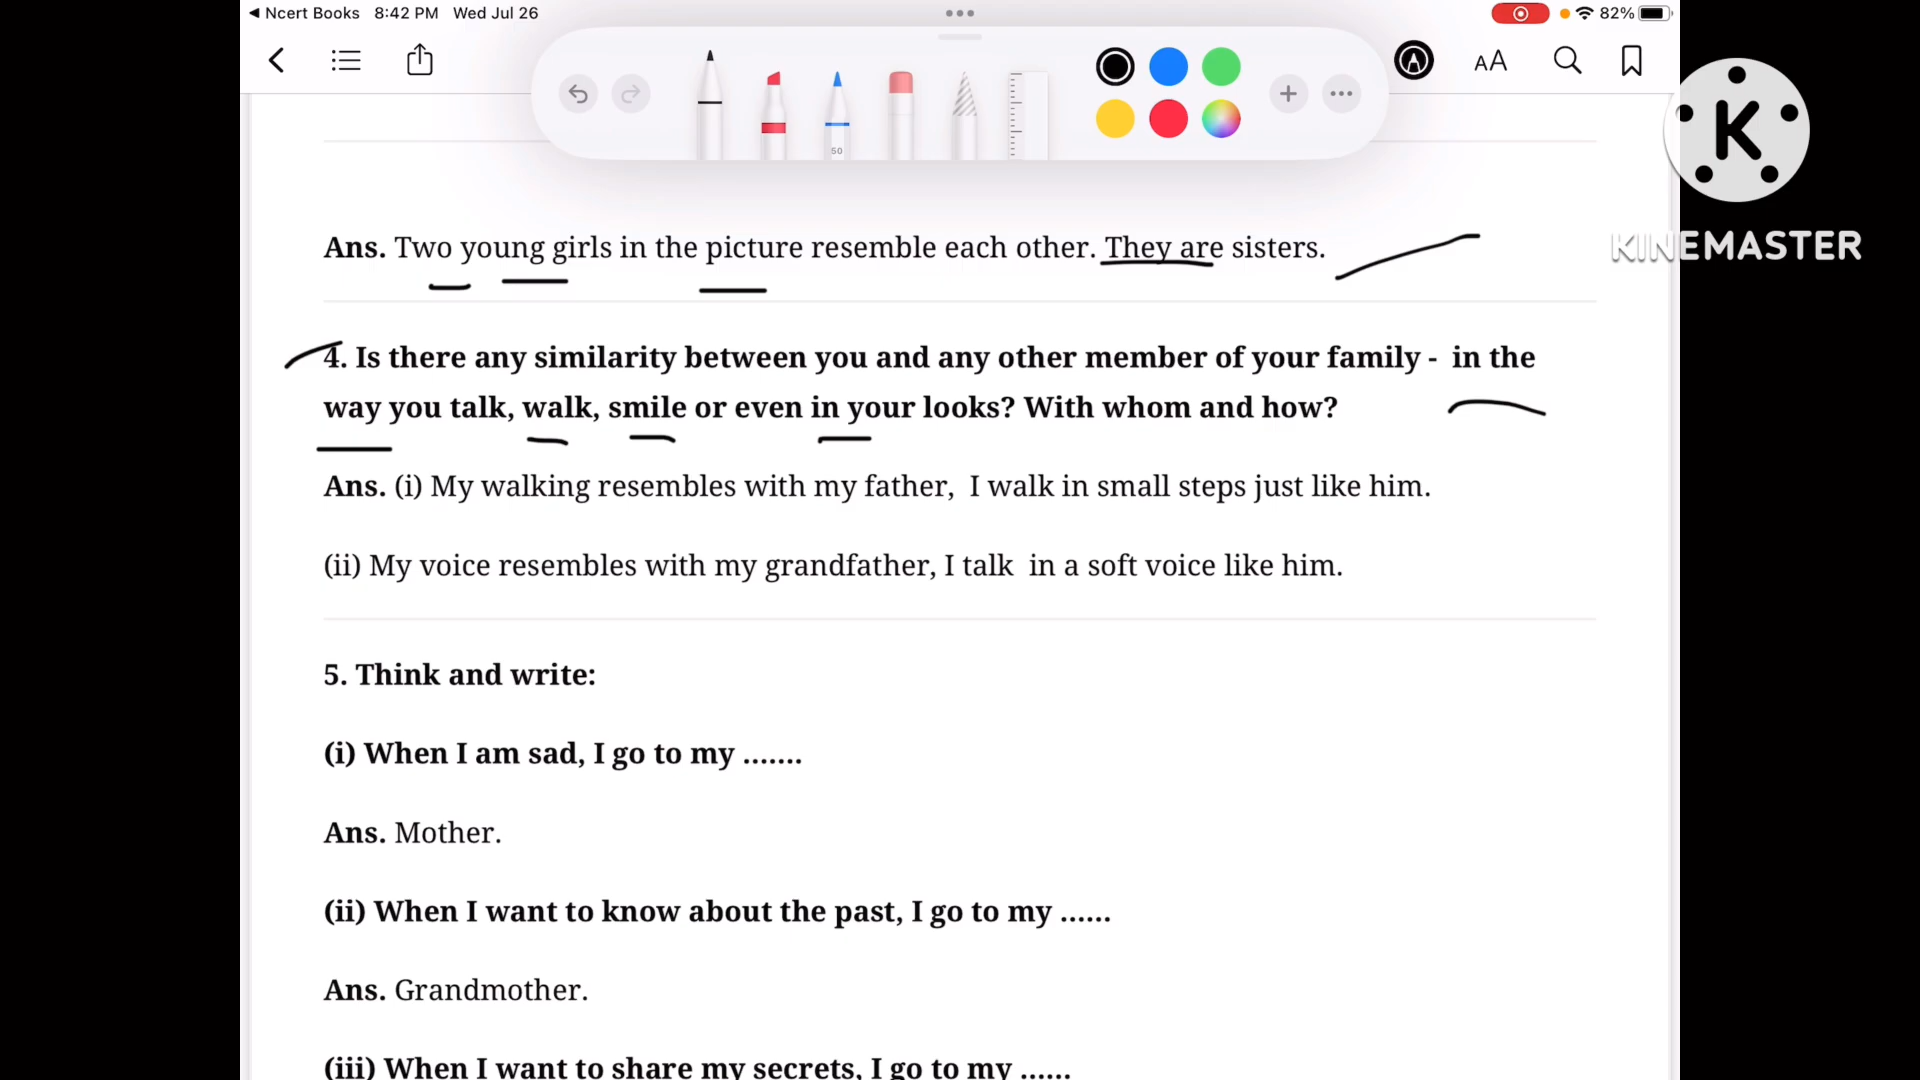 ◀ Ncert Books 8:42 PM Wed Jul 26
82%
AA
50
K
KINEMASTER
Ans. Two young girls in the picture resemble each other. They are sisters.
4. Is there any similarity between you and any other member of your family - in the
way you talk, walk, smile or even in your looks? With whom and how?
Ans. (i) My walking resembles with my father, I walk in small steps just like him.
(ii) My voice resembles with my grandfather, I talk in a soft voice like him.
5. Think and write:
(i) When I am sad, I go to my .......
Ans. Mother.
(ii) When I want to know about the past, I go to my ......
Ans. Grandmother.
(iii) When I want to share my secrets, I go to my ......